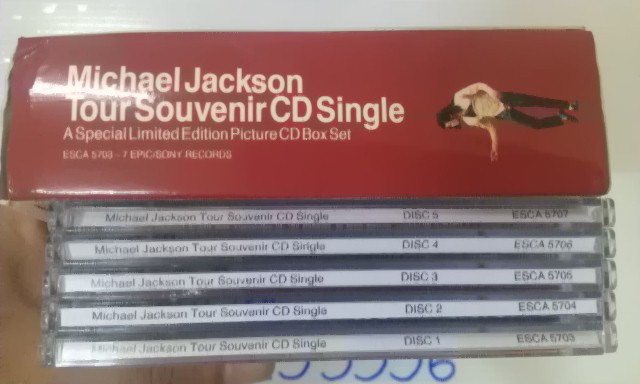 Michael Jackson
Tour Souvenir CD Single
A Special Limited Edition Picture CD Box Set
ESCA 5703 - 7 EPIC/SONY RECORDS
Michael Jackson Tour Souvenir CD Single DISC 5 ESCA 5707
Michael Jackson Tour Souvenir CD Single DISC 4 ESCA 5706
Michael Jackson Tour Souvenir CD Single DISC 3 ESCA 5705
Michael Jackson Tour Souvenir CD Single DISC 2 ESCA 5704
Michael Jackson Tour Souvenir CD Single DISC 1 ESCA 5703